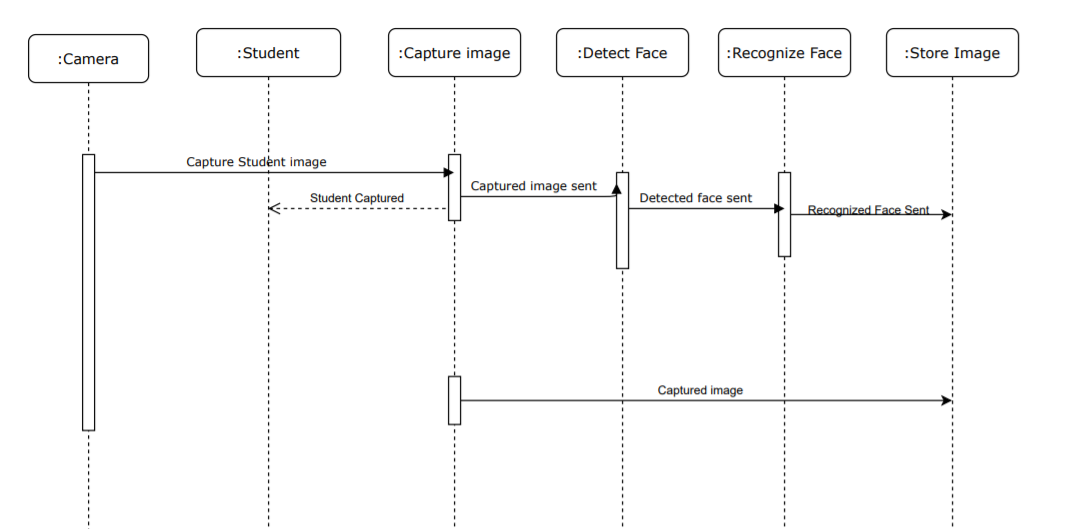 :Camera
:Student
:Capture image
:Detect Face
:Recognize Face
:Store Image
Capture Student image
Captured image sent
Student Captured
Detected face sent
Recognized Face Sent
Captured image